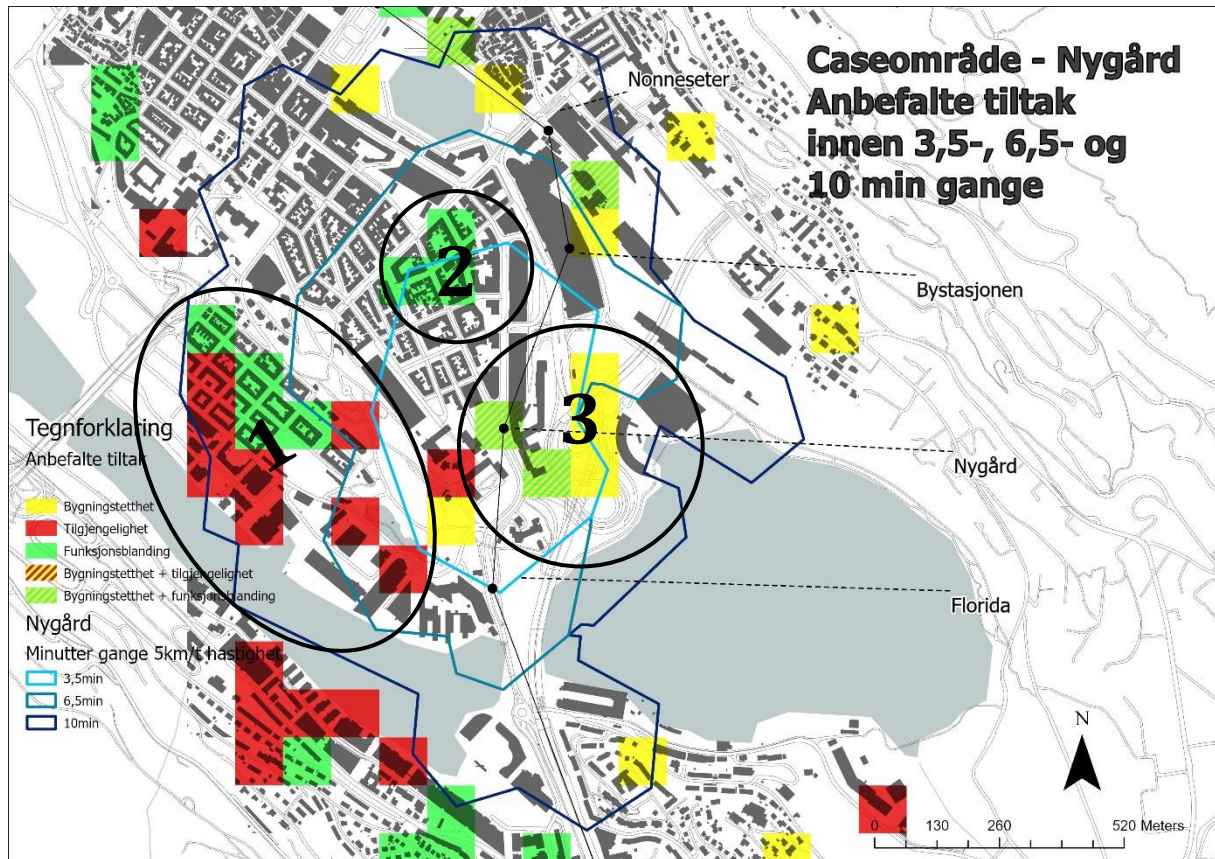 Caseområde - Nygård
Anbefalte tiltak
innen 3,5-, 6,5- og
10 min gange
Nonneseter
Bystasjonen
Nygård
Florida
1
2
3
Tegnforklaring
Anbefalte tiltak
Bygningstetthet
Tilgjengelighet
Funksjonsblanding
Bygningstetthet + tilgjengelighet
Bygningstetthet + funksjonsblanding
Nygård
Minutter gange 5km/t hastighet
3,5min
6,5min
10min
N
0 130 260 520 Meters